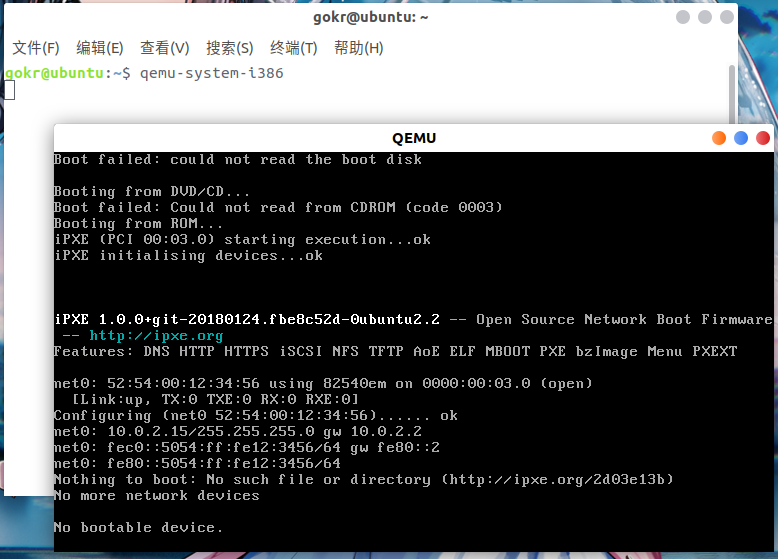 gokr@ubuntu: ~
文件(F) 编辑(E) 查看(V) 搜索(S) 终端(T) 帮助(H)
gokr@ubuntu:~$ qemu-system-i386
QEMU
Boot failed: could not read the boot disk
Booting from DVD/CD...
Boot failed: Could not read from CDROM (code 0003)
Booting from ROM...
iPXE (PCI 00:03.0) starting execution...ok
iPXE initialising devices...ok
iPXE 1.0.0+git-20180124.fbe8c52d-0ubuntu2.2 -- Open Source Network Boot Firmware
-- http://ipxe.org
Features: DNS HTTP HTTPS iSCSI NFS TFTP AoE ELF MBOOT PXE bzImage Menu PXEXT
net0: 52:54:00:12:34:56 using 82540em on 0000:00:03.0 (open)
[Link:up, TX:0 TXE:0 RX:0 RXE:0]
Configuring (net0 52:54:00:12:34:56)...... ok
net0: 10.0.2.15/255.255.255.0 gw 10.0.2.2
net0: fec0::5054:ff:fe12:3456/64 gw fe80::2
net0: fe80::5054:ff:fe12:3456/64
Nothing to boot: No such file or directory (http://ipxe.org/2d03e13b)
No more network devices
No bootable device.